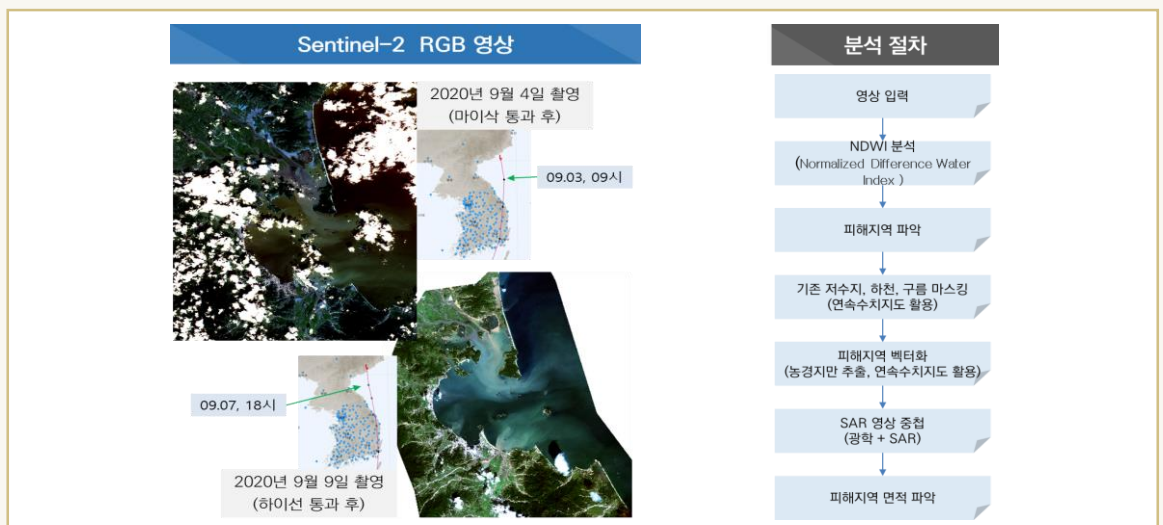 Sentinel-2 RGB 영상
2020년 9월 4일 촬영
(마이삭 통과 후)
09.03, 09시
09.07, 18시
2020년 9월 9일 촬영
(하이선 통과 후)
분석 절차
영상 입력
NDWI 분석
(Normalized Difference Water
Index )
피해지역 파악
기존 저수지, 하천, 구름 마스킹
(연속수치지도 활용)
피해지역 벡터화
(농경지만 추출, 연속수치지도 활용)
SAR 영상 중첩
(광학 + SAR)
피해지역 면적 파악